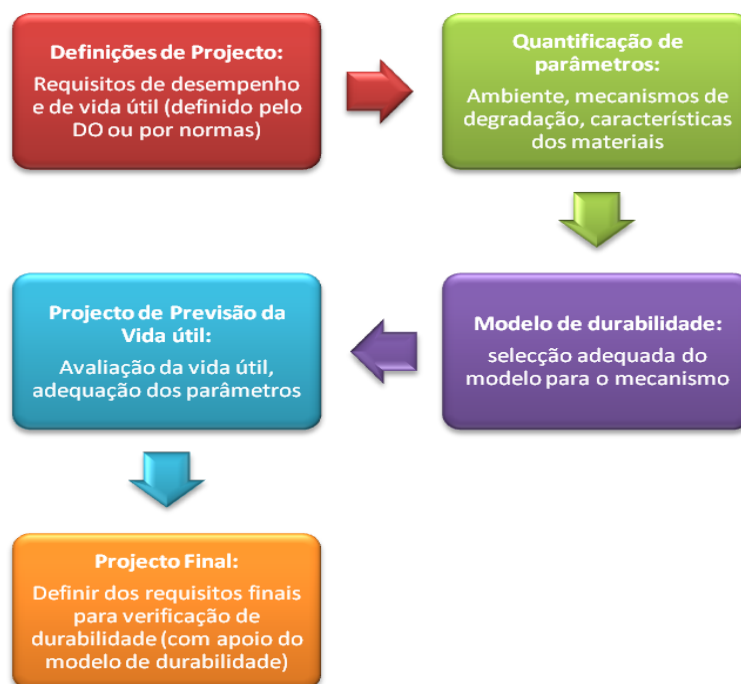 Definições de Projecto:
Requisitos de desempenho
e de vida útil (definido pelo
DO ou por normas)
Quantificação de
parâmetros:
Ambiente, mecanismos de
degradação, características
dos materiais
Modelo de durabilidade:
selecção adequada do
modelo para o mecanismo
Projecto de Previsão da
Vida útil:
Avaliação da vida útil,
adequação dos parâmetros
Projecto Final:
Definir dos requisitos finais
para verificação de
durabilidade (com apoio do
modelo de durabilidade)